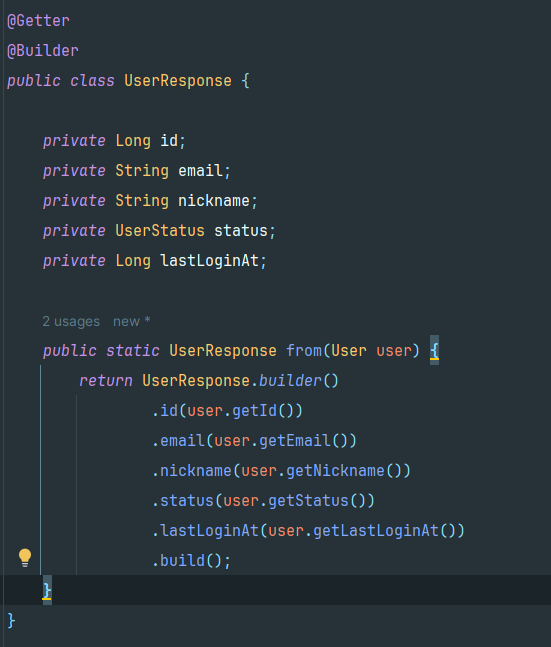 @Getter
@Builder
public class UserResponse {
private Long id;
private String email;
private String nickname;
private UserStatus status;
private Long lastLoginAt;
2 usages new *
public static UserResponse from(User user) {
return UserResponse.builder()
.id(user.getId())
.email(user.getEmail())
.nickname(user.getNickname())
.status(user.getStatus())
.lastLoginAt(user.getLastLoginAt())
.build();
}
}